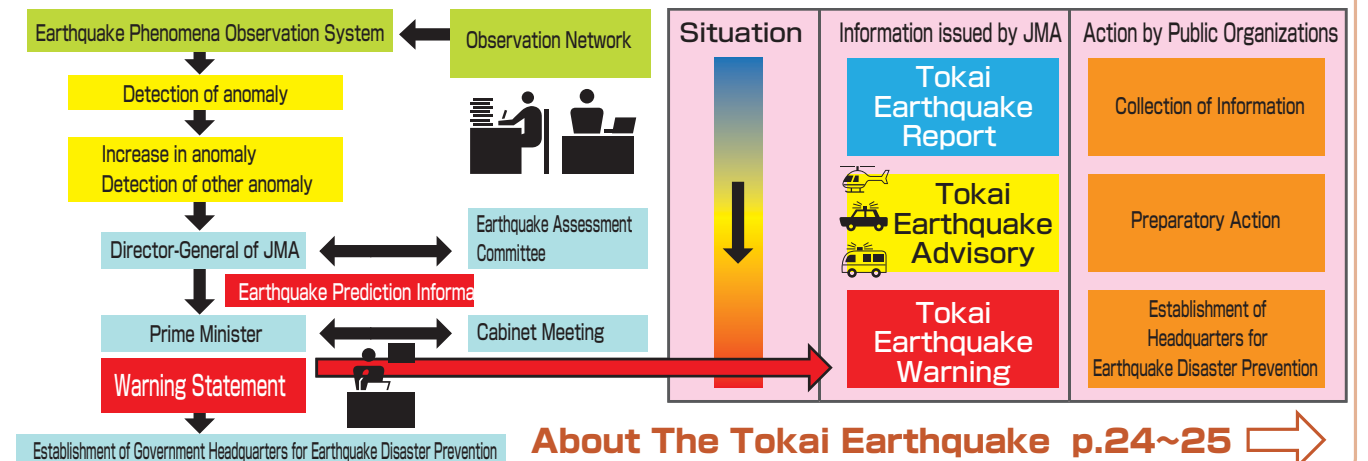 Earthquake Phenomena Observation System
Observation Network
Detection of anomaly
Increase in anomaly
Detection of other anomaly
Director-General of JMA
Earthquake Assessment
Committee
Earthquake Prediction Informa
Prime Minister
Cabinet Meeting
Warning Statement
Establishment of Government Headquarters for Earthquake Disaster Prevention
Situation
Information issued by JMA
Action by Public Organizations
Tokai
Earthquake
Report
Collection of Information
Tokai
Earthquake
Advisory
Preparatory Action
Tokai
Earthquake
Warning
Establishment of
Headquarters for
Earthquake Disaster Prevention
About The Tokai Earthquake p.24~25